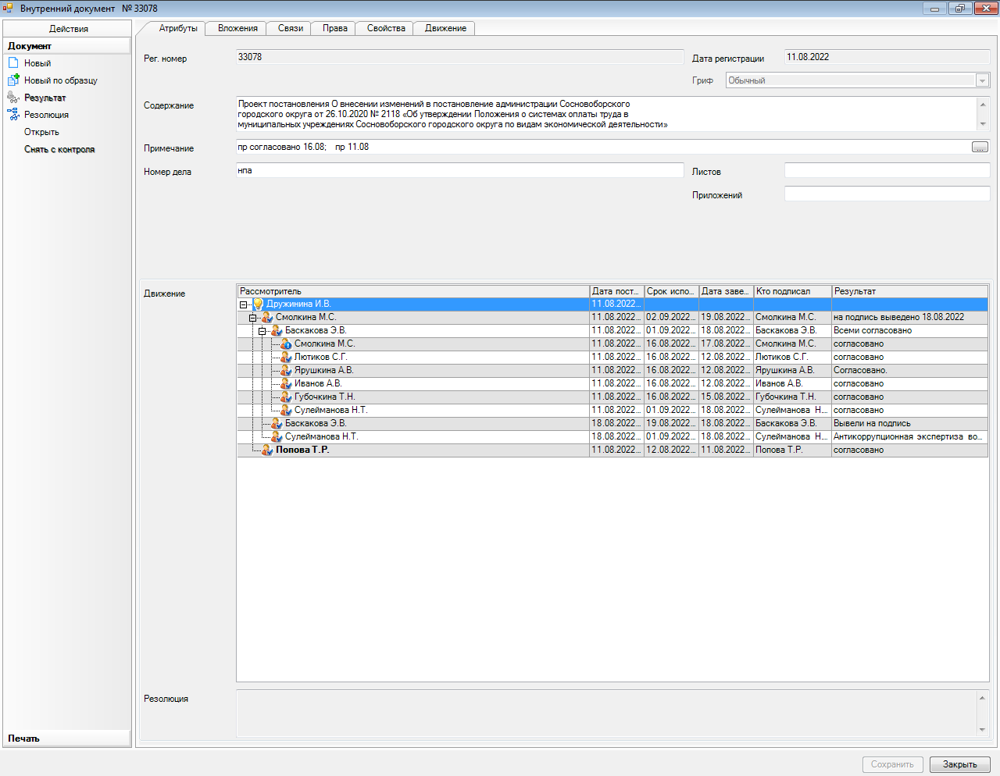 Внутренний документ № 33078
Действия
Документ
Новый
Новый по образцу
Результат
Резолюция
Открыть
Снять с контроля
Печать
Атрибуты Вложения Связи Права Свойства Движение
Рег. номер 33078 Дата регистрации 11.08.2022
Гриф Обычный
Содержание Проект постановления О внесении изменений в постановление администрации Сосновоборского
городского округа от 26.10.2020 № 2118 «Об утверждении Положения о системах оплаты труда в
муниципальных учреждениях Сосновоборского городского округа по видам экономической деятельности»
Примечание пр согласовано 16.08; пр 11.08 ...
Номер дела нпа Листов
Приложений
Движение
Рассмотритель Дата пост... Срок испо... Дата заве... Кто подписал Результат
Дружинина И.В. 11.08.2022...
Смолкина М.С. 11.08.2022... 02.09.2022... 19.08.2022... Смолкина М.С. на подпись выведено 18.08.2022
Баскакова Э.В. 11.08.2022... 01.09.2022... 18.08.2022... Баскакова Э.В. Всеми согласовано
Смолкина М.С. 11.08.2022... 16.08.2022... 17.08.2022... Смолкина М.С. согласовано
Лютиков С.Г. 11.08.2022... 16.08.2022... 12.08.2022... Лютиков С.Г. согласовано
Ярушкина А.В. 11.08.2022... 16.08.2022... 12.08.2022... Ярушкина А.В. Согласовано.
Иванов А.В. 11.08.2022... 16.08.2022... 12.08.2022... Иванов А.В. согласовано
Губочкина Т.Н. 11.08.2022... 16.08.2022... 15.08.2022... Губочкина Т.Н. согласовано
Сулейманова Н.Т. 11.08.2022... 01.09.2022... 18.08.2022... Сулейманова Н.... согласовано
Баскакова Э.В. 18.08.2022... 19.08.2022... 18.08.2022... Баскакова Э.В. Вывели на подпись
Сулейманова Н.Т. 18.08.2022... 01.09.2022... 18.08.2022... Сулейманова Н.... Антикоррупционная экспертиза во...
Попова Т.Р. 11.08.2022... 12.08.2022... 11.08.2022... Попова Т.Р. согласовано
Резолюция
Сохранить Закрыть